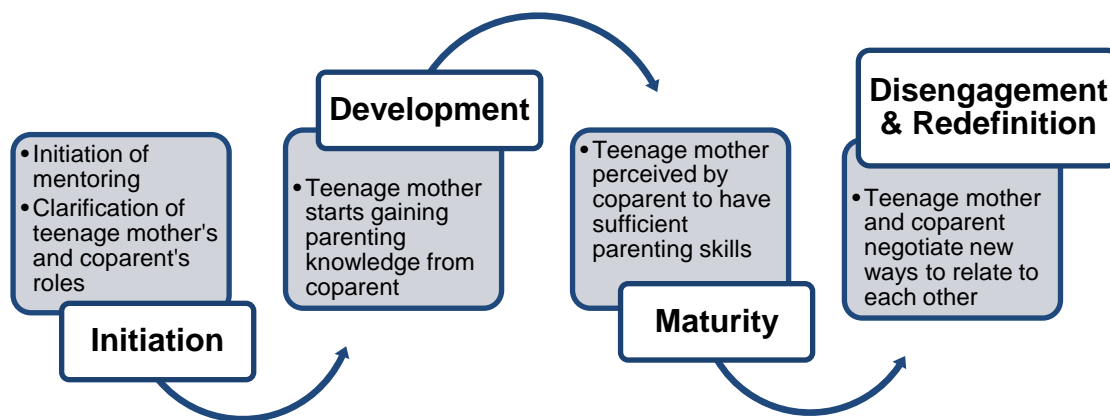 • Initiation of
mentoring
• Clarification of
teenage mother's
and coparent's
roles
Initiation
Development
• Teenage mother
starts gaining
parenting
knowledge from
coparent
• Teenage mother
perceived by
coparent to have
sufficient
parenting skills
Maturity
Disengagement
& Redefinition
• Teenage mother
and coparent
negotiate new
ways to relate to
each other